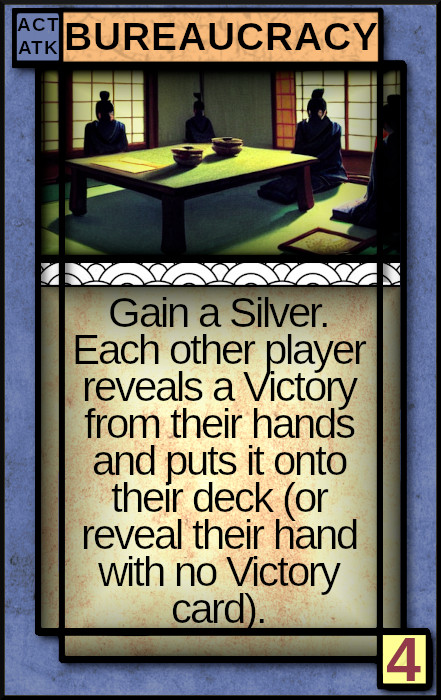 ACT
ATK
BUREAUCRACY
Gain a Silver.
Each other player
reveals a Victory
from their hands
and puts it onto
their deck (or
reveal their hand
with no Victory
card).
4